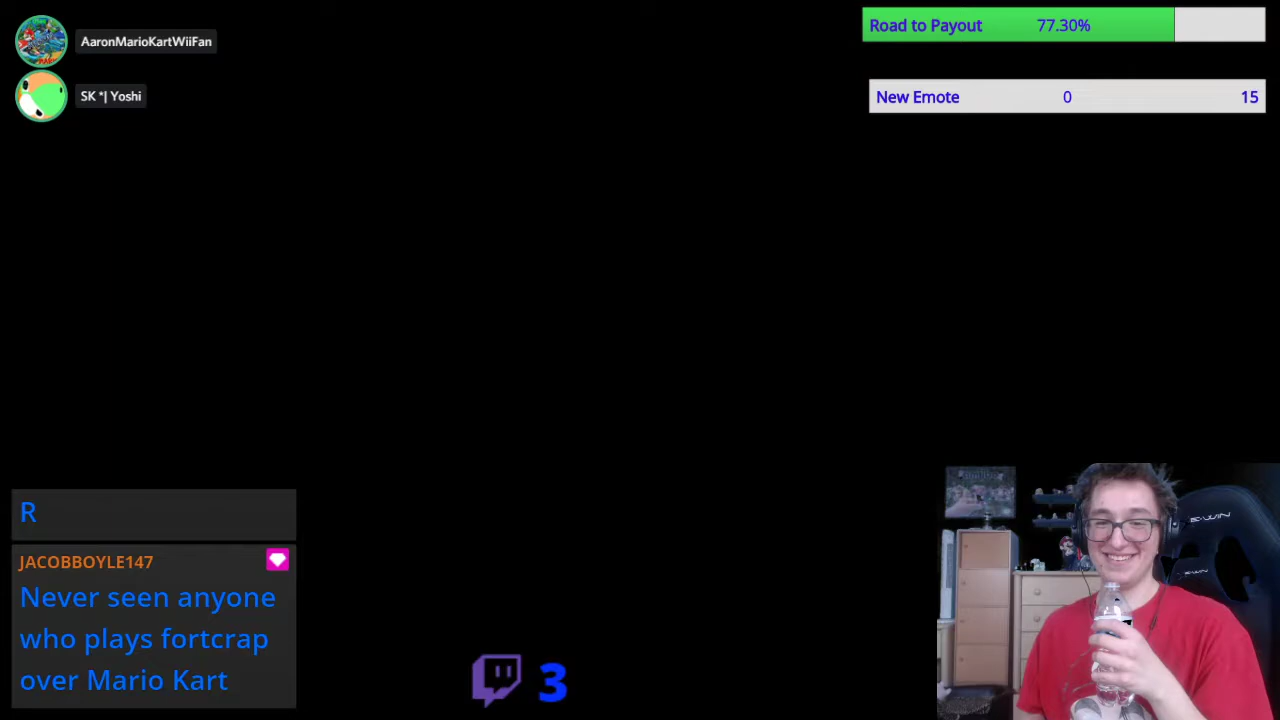 AaronMarioKartWiiFan
SK *| Yoshi
Road to Payout 77.30%
New Emote 0 15
R
JACOBBOYLE147
Never seen anyone
who plays fortcrap
over Mario Kart
3